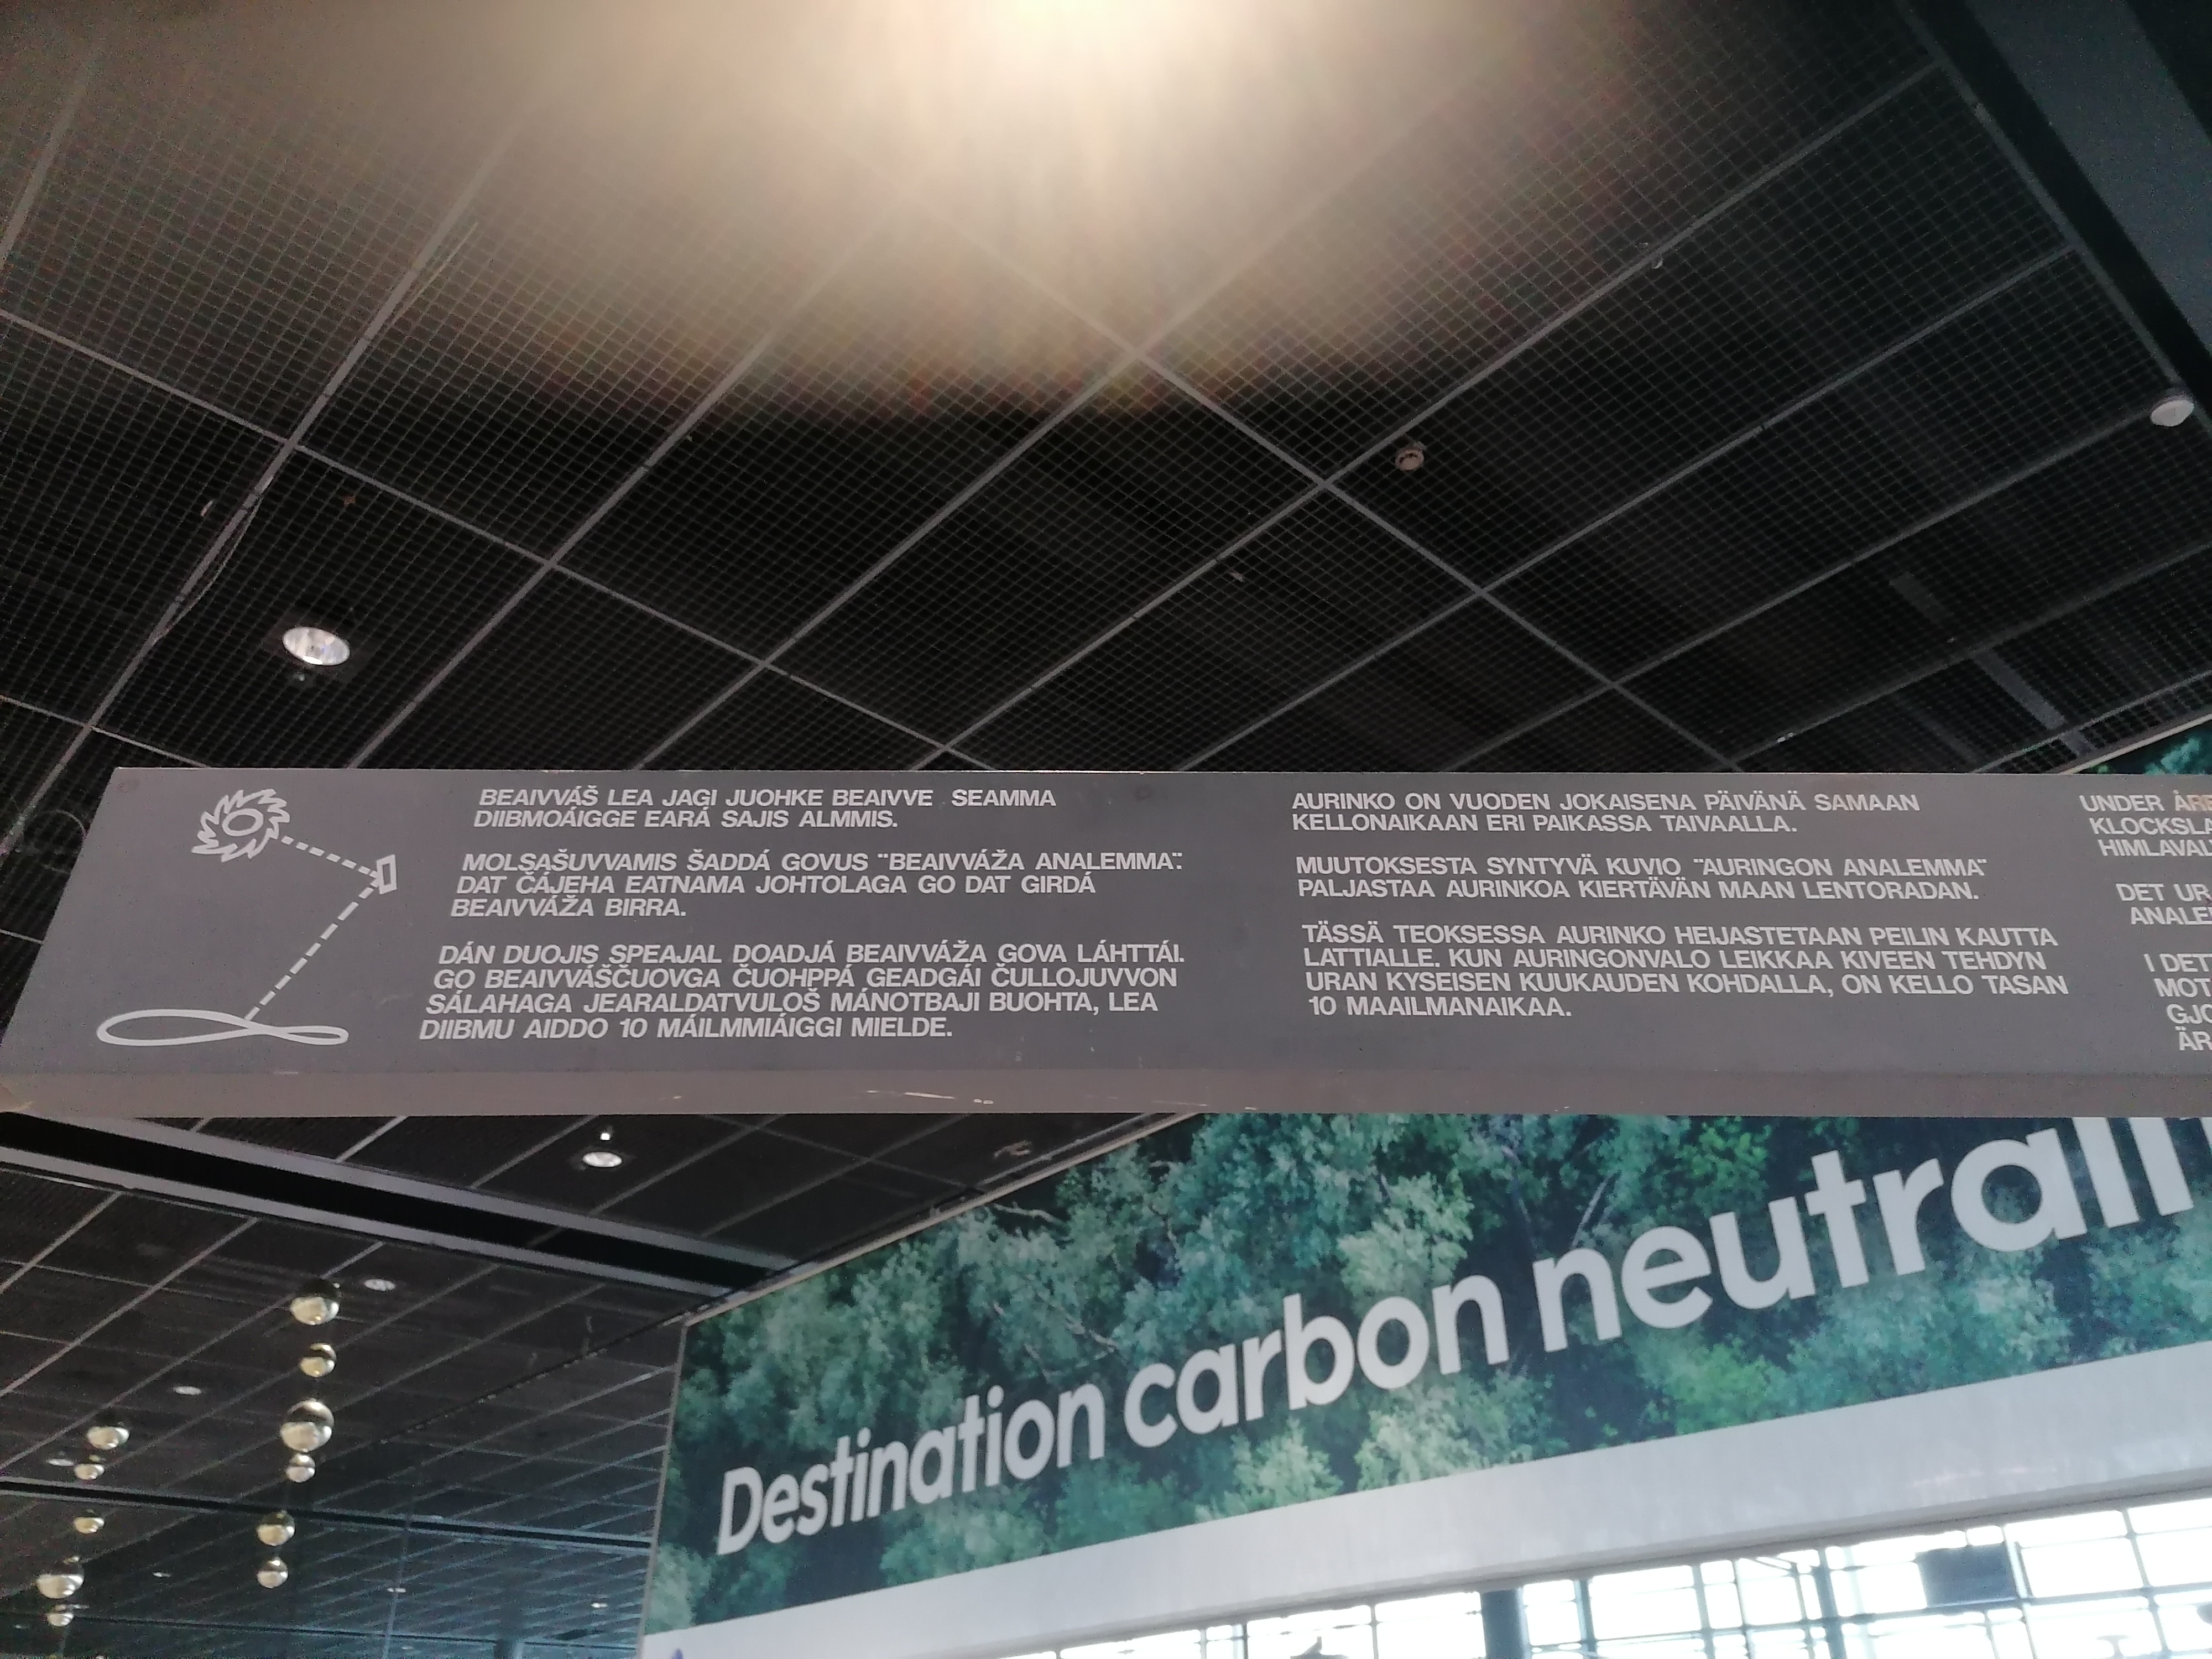 BEAIVVÁŠ LEA JAGI JUOHKE BEAIVVE SEAMMA
DIIBMOÁIGGE EARÁ SAJIS ALMMIS.
MOLSAŠUVVAMIS ŠADDÁ GOVUS "BEAIVVÁŽA ANALEMMA".
DAT ČÁJEHA EATNAMA JOHTOLAGA GO DAT GIRDÁ
BEAIVVÁŽA BIRRA.
DÁN DUOJIS SPEAJAL DOADJÁ BEAIVVÁŽA GOVA LÁHTTÁI.
GO BEAIVVÁŠČUOVGA ČUOHPPÁ GEADGÁI ČULLOJUVVON
SÁLAHAGA JEARALDATVULOŠ MÁNOTBAJI BUOHTA, LEA
DIIBMU AIDDO 10 MÁILMMIÁIGGI MIELDE.
AURINKO ON VUODEN JOKAISENA PÄIVÄNÄ SAMAAN
KELLONAIKAAN ERI PAIKASSA TAIVAALLA.
MUUTOKSESTA SYNTYVÄ KUVIO "AURINGON ANALEMMA"
PALJASTAA AURINKOA KIERTÄVÄN MAAN LENTORADAN.
TÄSSÄ TEOKSESSA AURINKO HEIJASTETAAN PEILIN KAUTTA
LATTIALLE. KUN AURINGONVALO LEIKKAA KIVEEN TEHDYN
URAN KYSEISEN KUUKAUDEN KOHDALLA, ON KELLO TASAN
10 MAAILMANAIKAA.
UNDER ÅRE
KLOCKSLA
HIMLAVAL
DET UR
ANALE
I DET
MOT
GJO
ÄR
Destination carbon neutrali